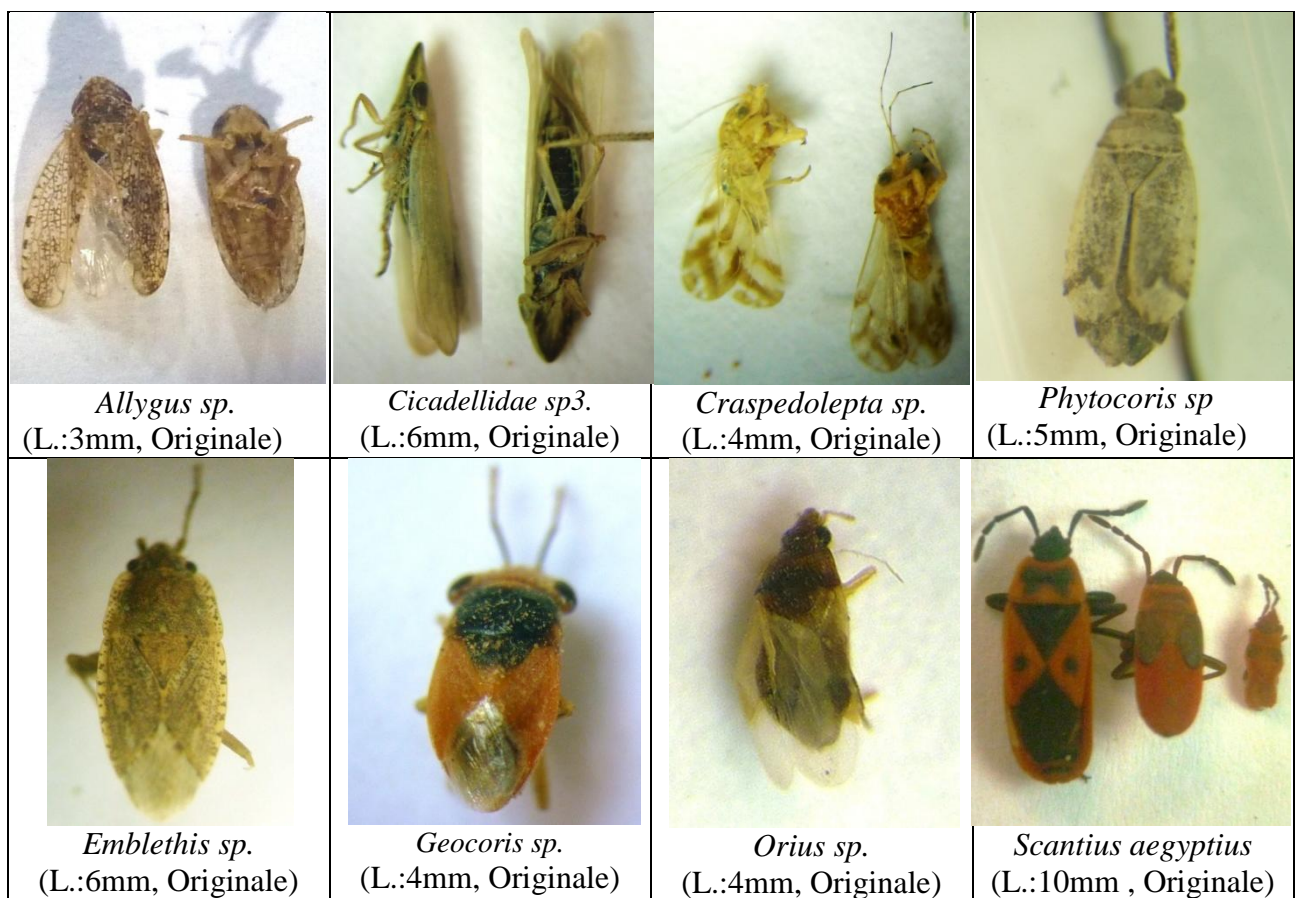 Allygus sp.
(L.:3mm, Originale)
Cicadellidae sp3.
(L.:6mm, Originale)
Craspedolepta sp.
(L.:4mm, Originale)
Phytocoris sp
(L.:5mm, Originale)
Emblethis sp.
(L.:6mm, Originale)
Geocoris sp.
(L.:4mm, Originale)
Orius sp.
(L.:4mm, Originale)
Scantius aegyptius
(L.:10mm , Originale)